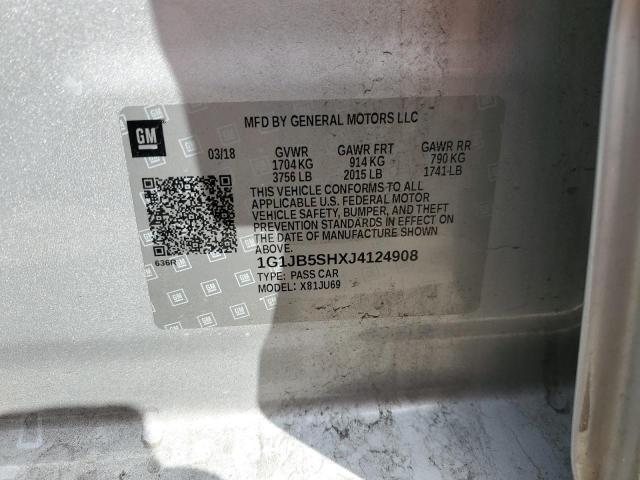 GM
MFD BY GENERAL MOTORS LLC
03/18 GVWR GAWR FRT GAWR RR
1704 KG 914 KG 790 KG
3756 LB 2015 LB 1741 LB
THIS VEHICLE CONFORMS TO ALL
APPLICABLE U.S. FEDERAL MOTOR
VEHICLE SAFETY, BUMPER, AND THEFT
PREVENTION STANDARDS IN EFFECT ON
THE DATE OF MANUFACTURE SHOWN
ABOVE.
636R
1G1JB5SHXJ4124908
TYPE: PASS CAR
MODEL: X81JU69